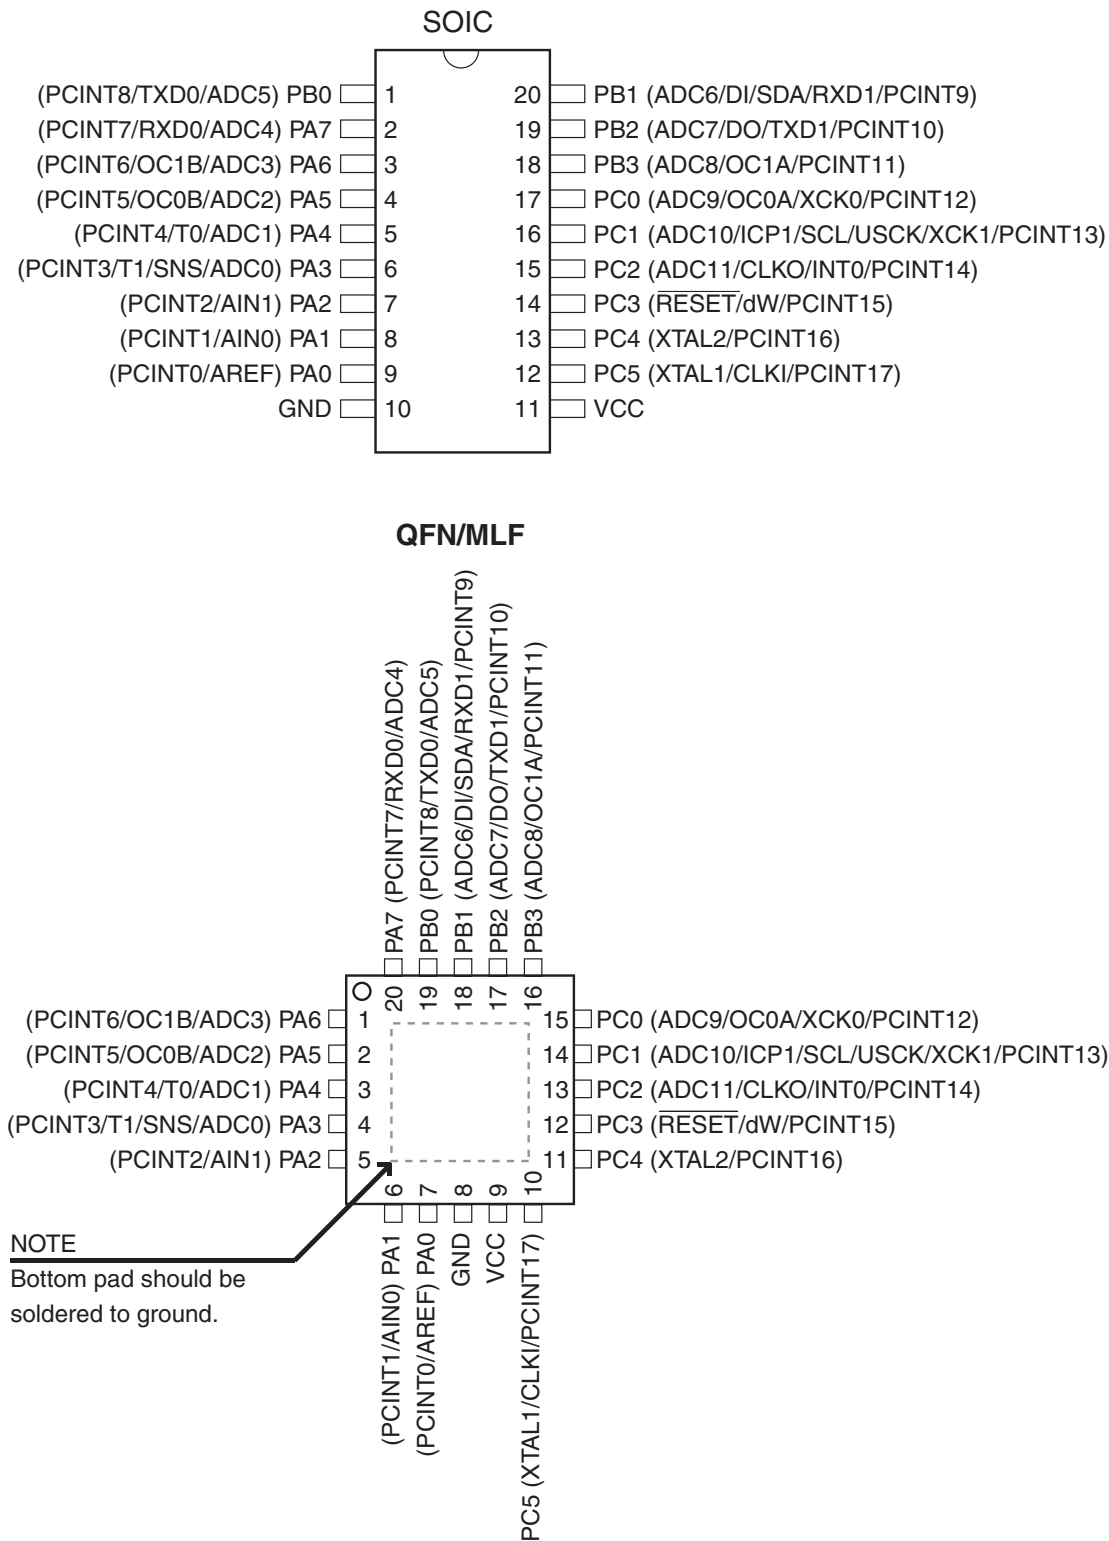 SOIC
(PCINT8/TXD0/ADC5) PB0 1
(PCINT7/RXD0/ADC4) PA7 2
(PCINT6/OC1B/ADC3) PA6 3
(PCINT5/OC0B/ADC2) PA5 4
(PCINT4/T0/ADC1) PA4 5
(PCINT3/T1/SNS/ADC0) PA3 6
(PCINT2/AIN1) PA2 7
(PCINT1/AIN0) PA1 8
(PCINT0/AREF) PA0 9
GND 10
20 PB1 (ADC6/DI/SDA/RXD1/PCINT9)
19 PB2 (ADC7/DO/TXD1/PCINT10)
18 PB3 (ADC8/OC1A/PCINT11)
17 PC0 (ADC9/OC0A/XCK0/PCINT12)
16 PC1 (ADC10/ICP1/SCL/USCK/XCK1/PCINT13)
15 PC2 (ADC11/CLKO/INT0/PCINT14)
14 PC3 (RESET/dW/PCINT15)
13 PC4 (XTAL2/PCINT16)
12 PC5 (XTAL1/CLKI/PCINT17)
11 VCC
QFN/MLF
20 PA7 (PCINT7/RXD0/ADC4)
19 PB0 (PCINT8/TXD0/ADC5)
18 PB1 (ADC6/DI/SDA/RXD1/PCINT9)
17 PB2 (ADC7/DO/TXD1/PCINT10)
16 PB3 (ADC8/OC1A/PCINT11)
(PCINT6/OC1B/ADC3) PA6 1
(PCINT5/OC0B/ADC2) PA5 2
(PCINT4/T0/ADC1) PA4 3
(PCINT3/T1/SNS/ADC0) PA3 4
(PCINT2/AIN1) PA2 5
15 PC0 (ADC9/OC0A/XCK0/PCINT12)
14 PC1 (ADC10/ICP1/SCL/USCK/XCK1/PCINT13)
13 PC2 (ADC11/CLKO/INT0/PCINT14)
12 PC3 (RESET/dW/PCINT15)
11 PC4 (XTAL2/PCINT16)
(PCINT1/AIN0) PA1 6
(PCINT0/AREF) PA0 7
GND 8
VCC 9
PC5 (XTAL1/CLKI/PCINT17) 10
NOTE
Bottom pad should be
soldered to ground.